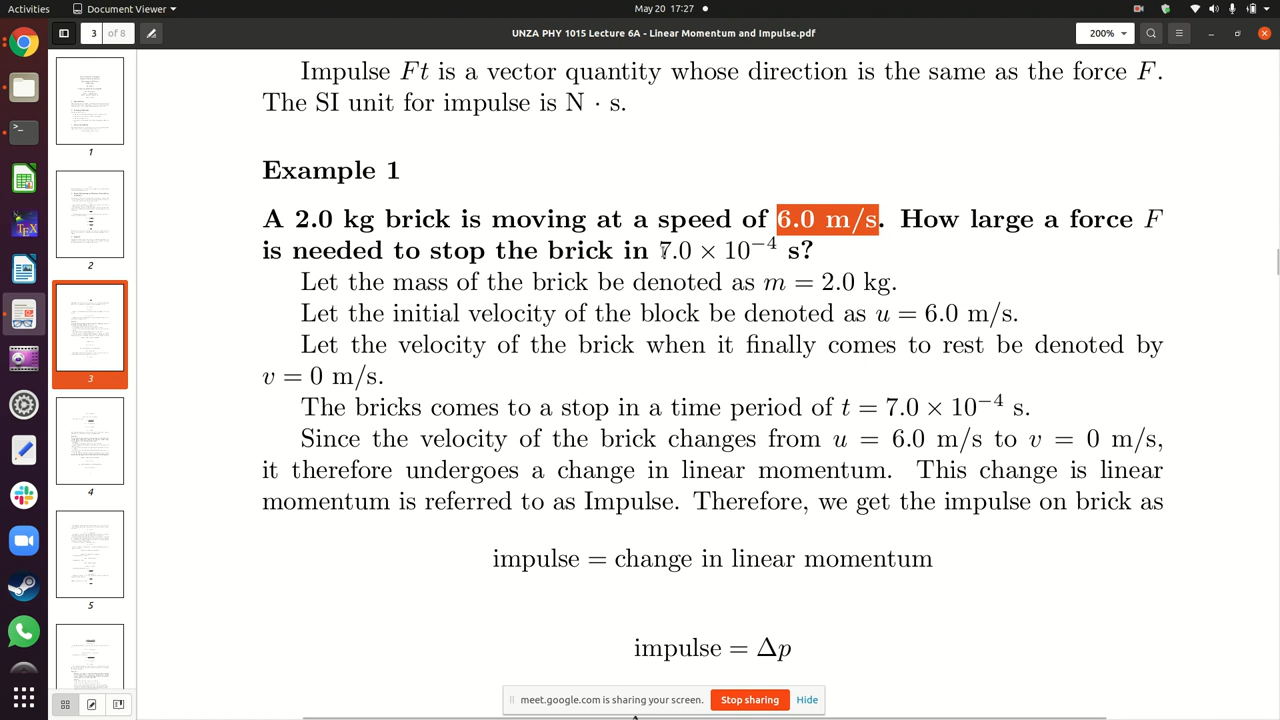 Activities
Document Viewer
May 20 17:27
3
of 8
UNZA PHY 1015 Lecture 6A - Linear Momentum and Impulse.pdf
200%
Impulse Ft is a vector quantity whose direction is the same as the force F.
The SI unit for impulse is N · s.
Example 1
A 2.0 kg brick is moving at a speed of 6.0 m/s. How large a force F
is needed to stop the brick in 7.0 × 10⁻⁴ s?
Let the mass of the brick be denoted as m = 2.0 kg.
Let the initial velocity of the block be denoted as u = 6.0 m/s.
Let the velocity of the brick when it finally comes to rest be denoted by
v = 0 m/s.
The bricks comes to a stop in a time period of t = 7.0 × 10⁻⁴ s.
Since the velocity of the brick changes from u = 6.0 m/s to v = 0 m/s,
it therefore undergoes a change in linear momentum. This change is linear
momentum is referred to as Impulse. Therefore, we get the impulse on brick as
impulse = change in linear momentum
impulse = Δp
1
2
3
4
5
TEX
meet.google.com is sharing your screen.
Stop sharing
Hide